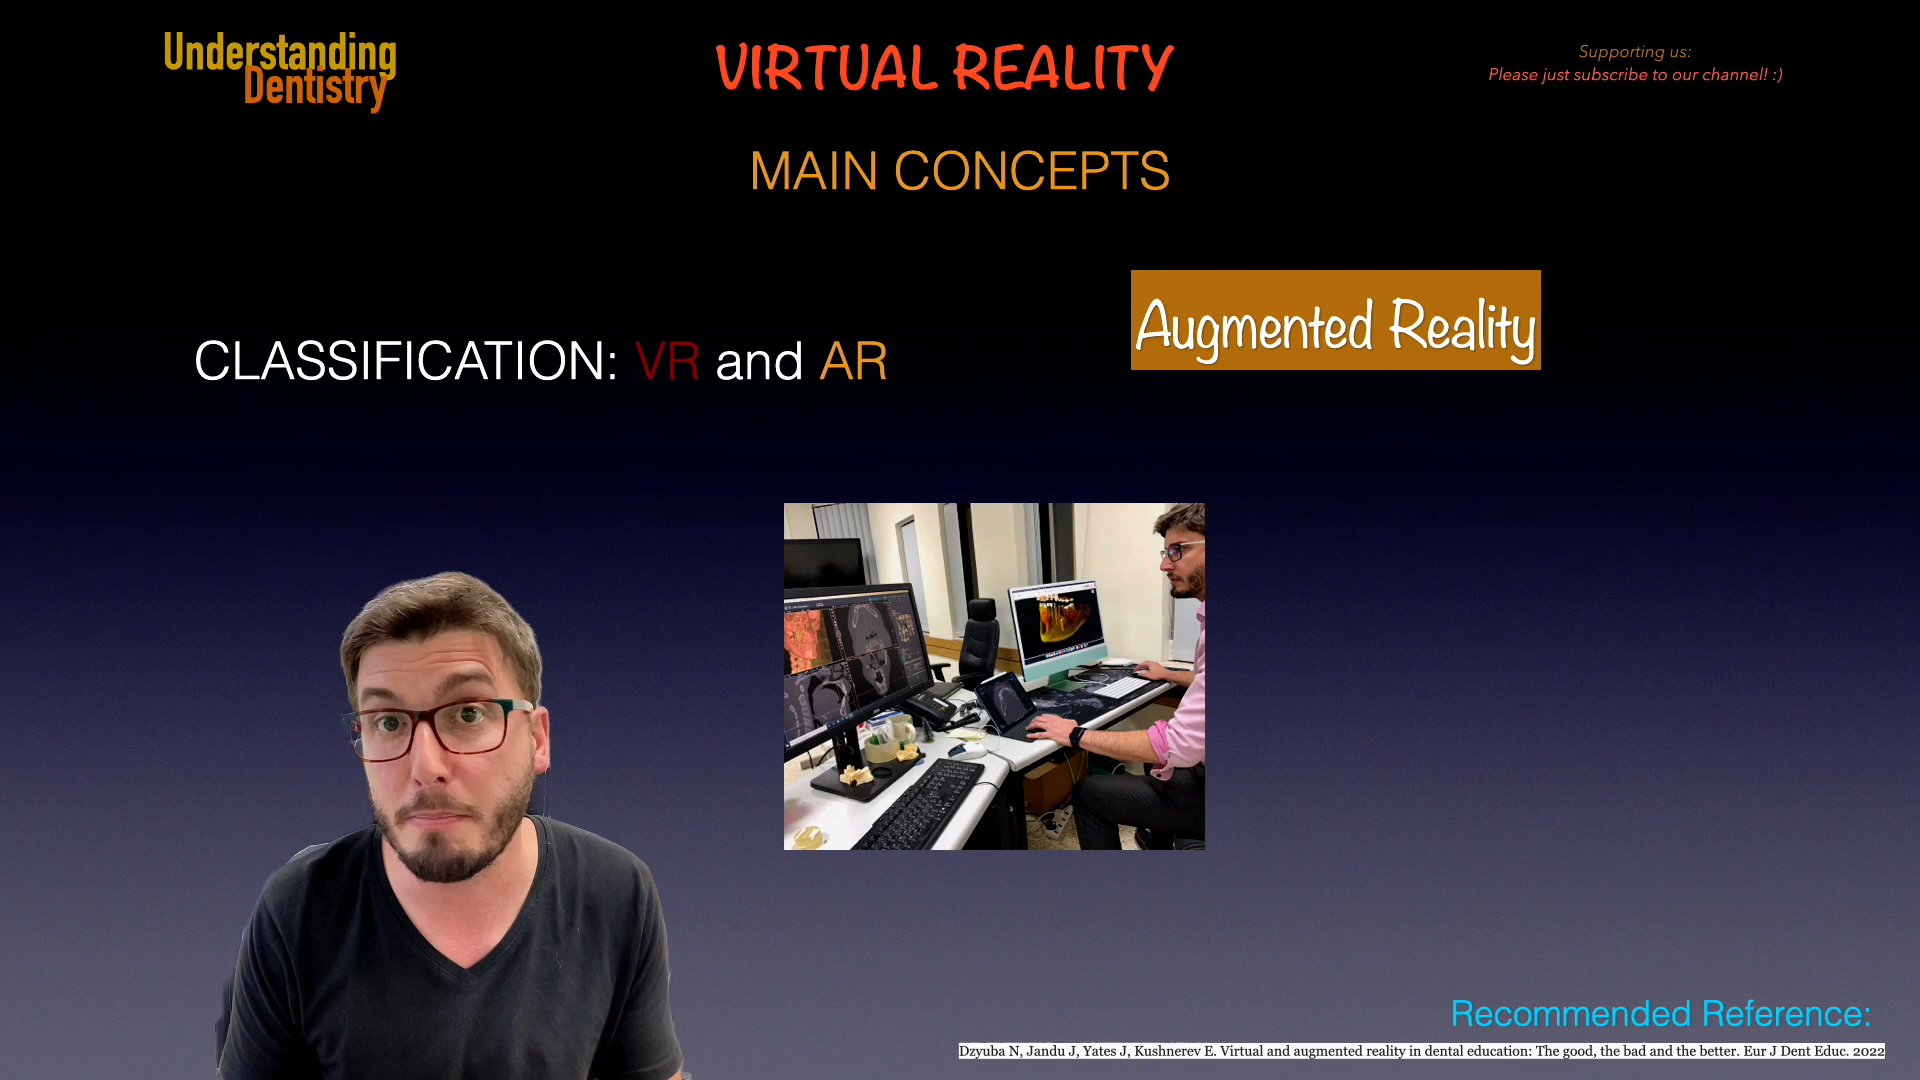 Understanding
Dentistry
VIRTUAL REALITY
Supporting us:
Please just subscribe to our channel! :)
MAIN CONCEPTS
Augmented Reality
CLASSIFICATION: VR and AR
Recommended Reference:
Dzyuba N, Jandu J, Yates J, Kushnerev E. Virtual and augmented reality in dental education: The good, the bad and the better. Eur J Dent Educ. 2022